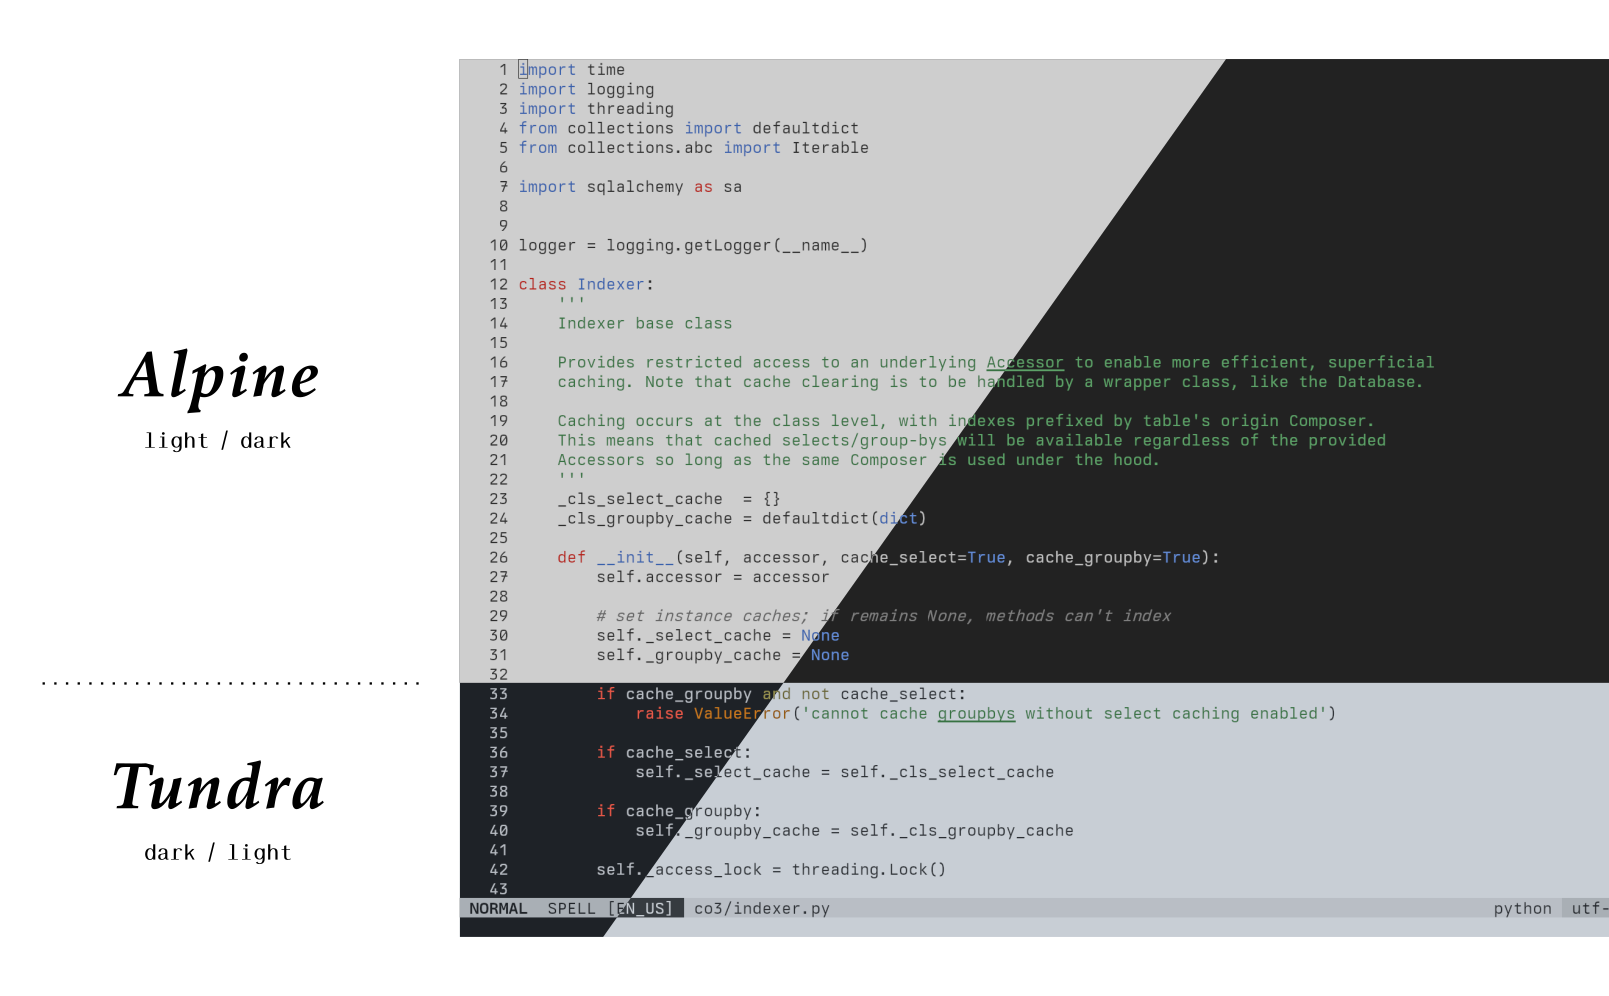 Alpine
light / dark
Tundra
dark / light
1 import time
2 import logging
3 import threading
4 from collections import defaultdict
5 from collections.abc import Iterable
6
7 import sqlalchemy as sa
8
9
10 logger = logging.getLogger(__name__)
11
12 class Indexer:
13     '''
14     Indexer base class
15
16     Provides restricted access to an underlying Accessor to enable more efficient, superficial
17     caching. Note that cache clearing is to be handled by a wrapper class, like the Database.
18
19     Caching occurs at the class level, with indexes prefixed by table's origin Composer.
20     This means that cached selects/group-bys will be available regardless of the provided
21     Accessors so long as the same Composer is used under the hood.
22     '''
23     _cls_select_cache  = {}
24     _cls_groupby_cache = defaultdict(dict)
25
26     def __init__(self, accessor, cache_select=True, cache_groupby=True):
27         self.accessor = accessor
28
29         # set instance caches; if remains None, methods can't index
30         self._select_cache = None
31         self._groupby_cache = None
32
33         if cache_groupby and not cache_select:
34             raise ValueError('cannot cache groupbys without select caching enabled')
35
36         if cache_select:
37             self._select_cache = self._cls_select_cache
38
39         if cache_groupby:
40             self._groupby_cache = self._cls_groupby_cache
41
42         self._access_lock = threading.Lock()
43
NORMAL SPELL [EN_US] co3/indexer.py python utf-